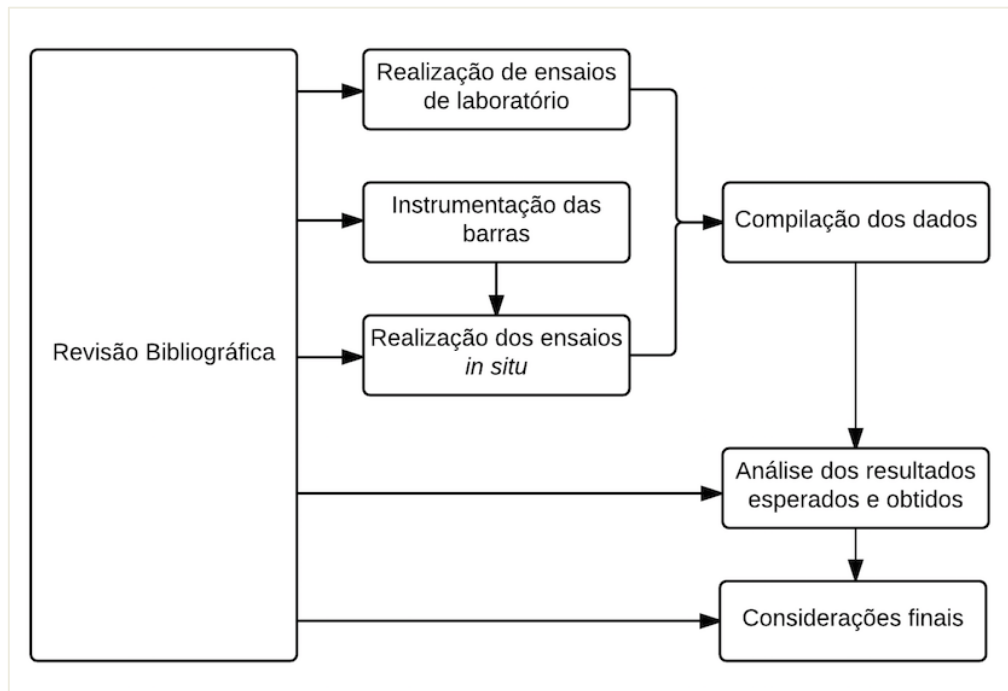 Revisão Bibliográfica
Realização de ensaios
de laboratório
Instrumentação das
barras
Realização dos ensaios
in situ
Compilação dos dados
Análise dos resultados
esperados e obtidos
Considerações finais